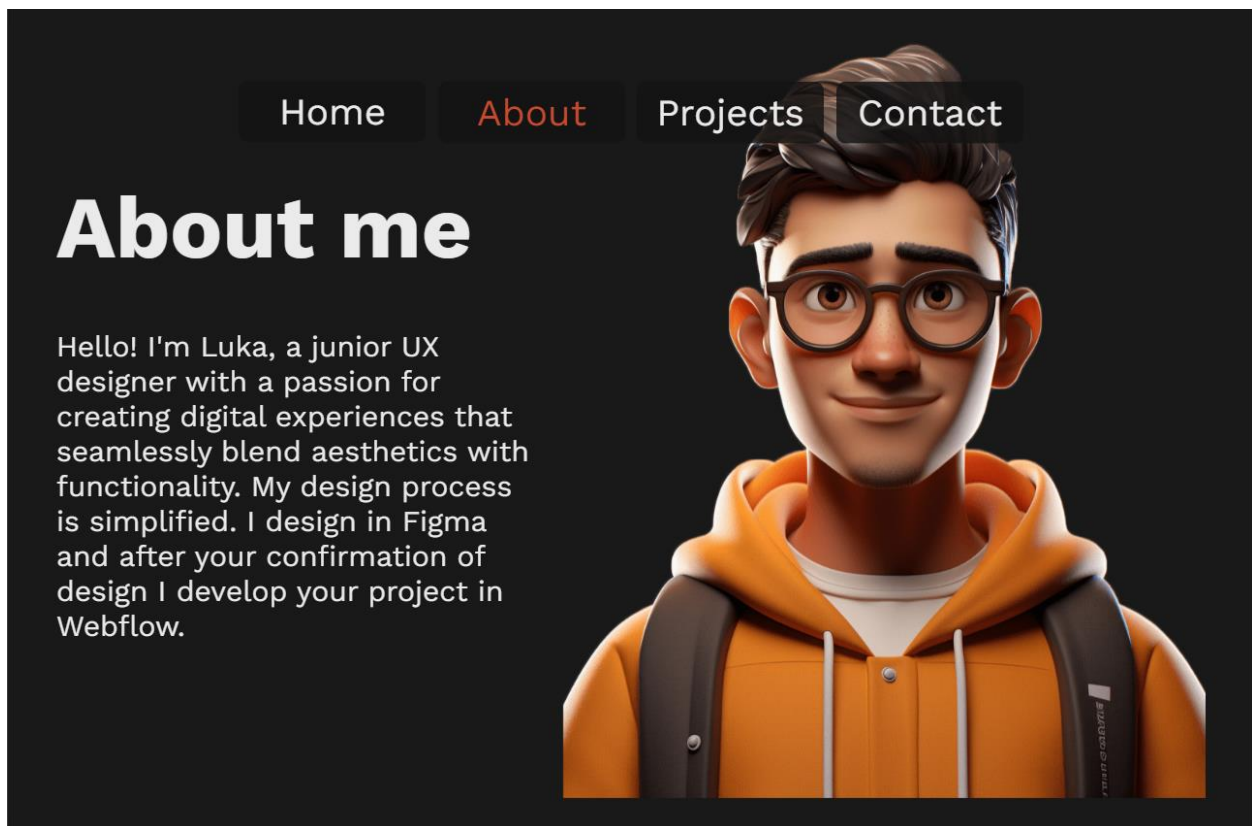 Home About Projects Contact
About me
Hello! I'm Luka, a junior UX
designer with a passion for
creating digital experiences that
seamlessly blend aesthetics with
functionality. My design process
is simplified. I design in Figma
and after your confirmation of
design I develop your project in
Webflow.